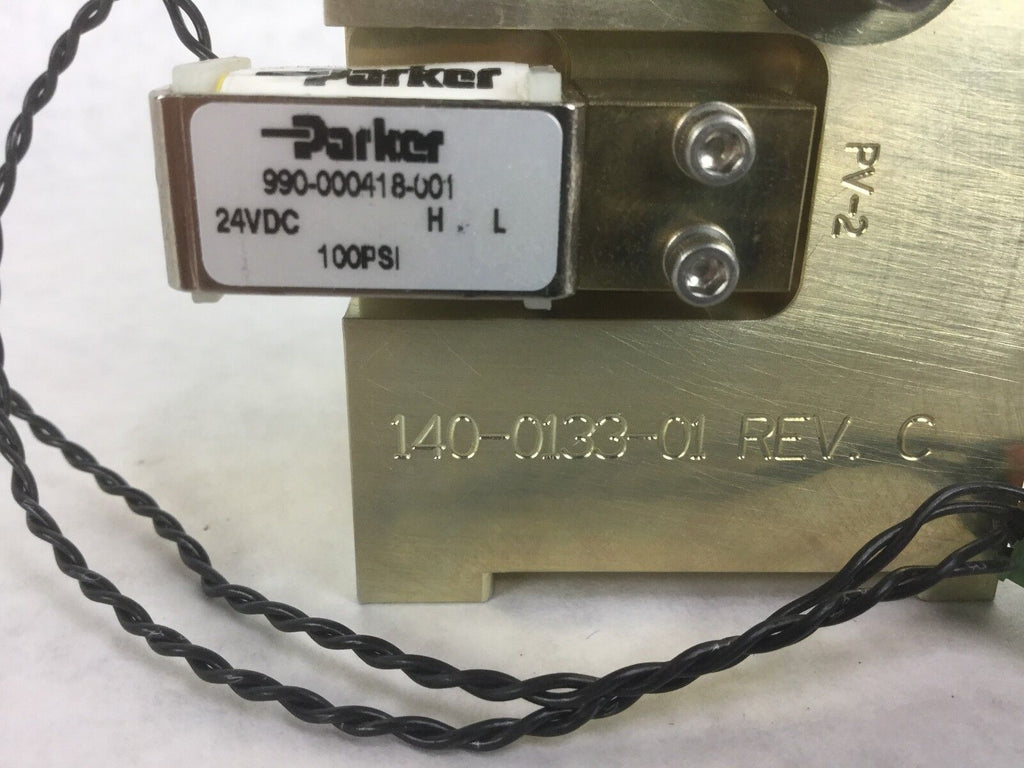 Parker
Parker
990-000418-001
24VDC H L
100PSI
PV-2
140-0133-01 REV. C